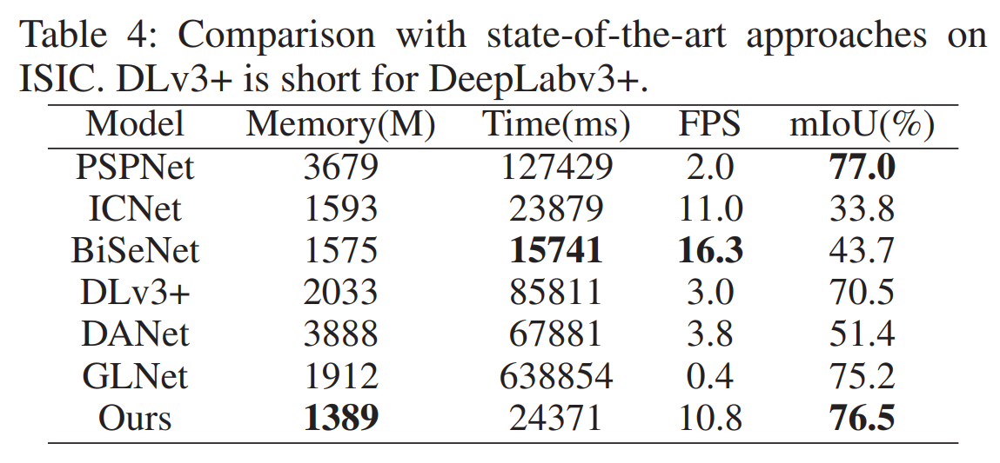 Table 4: Comparison with state-of-the-art approaches on
ISIC. DLv3+ is short for DeepLabv3+.
Model Memory(M) Time(ms) FPS mIoU(%)
PSPNet 3679 127429 2.0 77.0
ICNet 1593 23879 11.0 33.8
BiSeNet 1575 15741 16.3 43.7
DLv3+ 2033 85811 3.0 70.5
DANet 3888 67881 3.8 51.4
GLNet 1912 638854 0.4 75.2
Ours 1389 24371 10.8 76.5